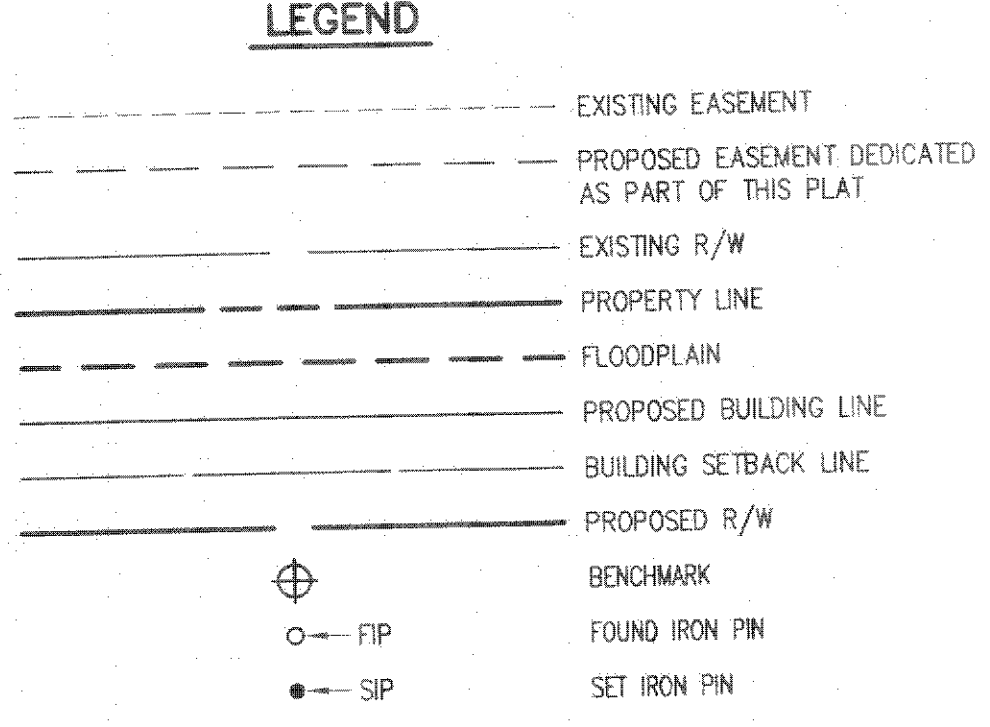 LEGEND
EXISTING EASEMENT
PROPOSED EASEMENT DEDICATED
AS PART OF THIS PLAT
EXISTING R/W
PROPERTY LINE
FLOODPLAIN
PROPOSED BUILDING LINE
BUILDING SETBACK LINE
PROPOSED R/W
BENCHMARK
FIP FOUND IRON PIN
SIP SET IRON PIN